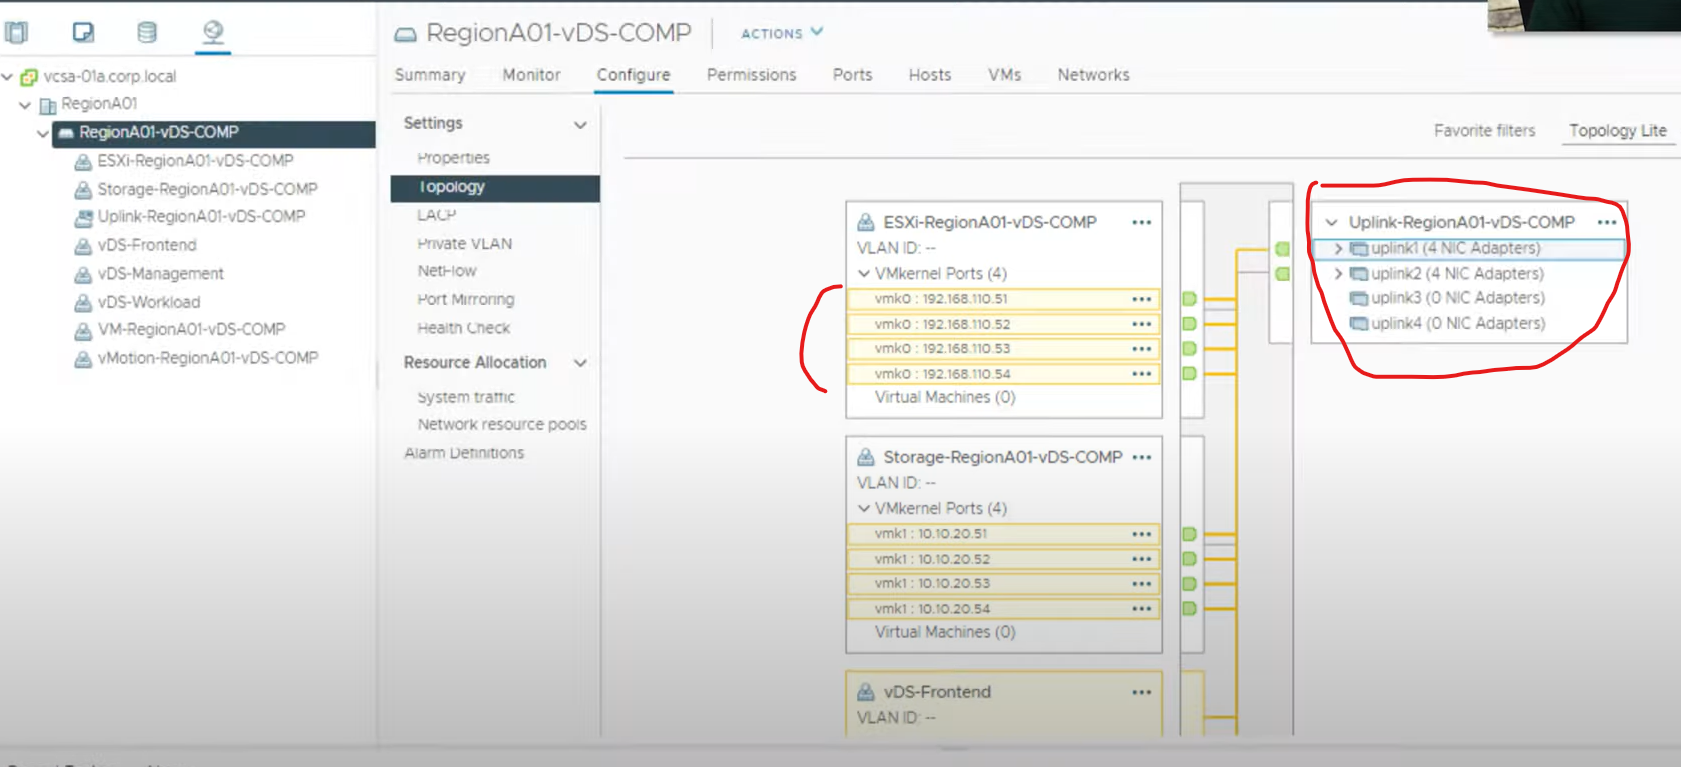 RegionA01-vDS-COMP
ACTIONS
Summary Monitor Configure Permissions Ports Hosts VMs Networks
vcsa-01a.corp.local
RegionA01
RegionA01-vDS-COMP
ESXi-RegionA01-vDS-COMP
Storage-RegionA01-vDS-COMP
Uplink-RegionA01-vDS-COMP
vDS-Frontend
vDS-Management
vDS-Workload
VM-RegionA01-vDS-COMP
vMotion-RegionA01-vDS-COMP
Settings
Properties
Topology
LACP
Private VLAN
NetFlow
Port Mirroring
Health Check
Resource Allocation
System traffic
Network resource pools
Alarm Definitions
Favorite filters Topology Lite
ESXi-RegionA01-vDS-COMP ...
VLAN ID: --
VMkernel Ports (4)
vmk0 : 192.168.110.51 ...
vmk0 : 192.168.110.52 ...
vmk0 : 192.168.110.53 ...
vmk0 : 192.168.110.54 ...
Virtual Machines (0)
Storage-RegionA01-vDS-COMP ...
VLAN ID: --
VMkernel Ports (4)
vmk1 : 10.10.20.51 ...
vmk1 : 10.10.20.52 ...
vmk1 : 10.10.20.53 ...
vmk1 : 10.10.20.54 ...
Virtual Machines (0)
vDS-Frontend ...
VLAN ID: --
Uplink-RegionA01-vDS-COMP ...
uplink1 (4 NIC Adapters)
uplink2 (4 NIC Adapters)
uplink3 (0 NIC Adapters)
uplink4 (0 NIC Adapters)